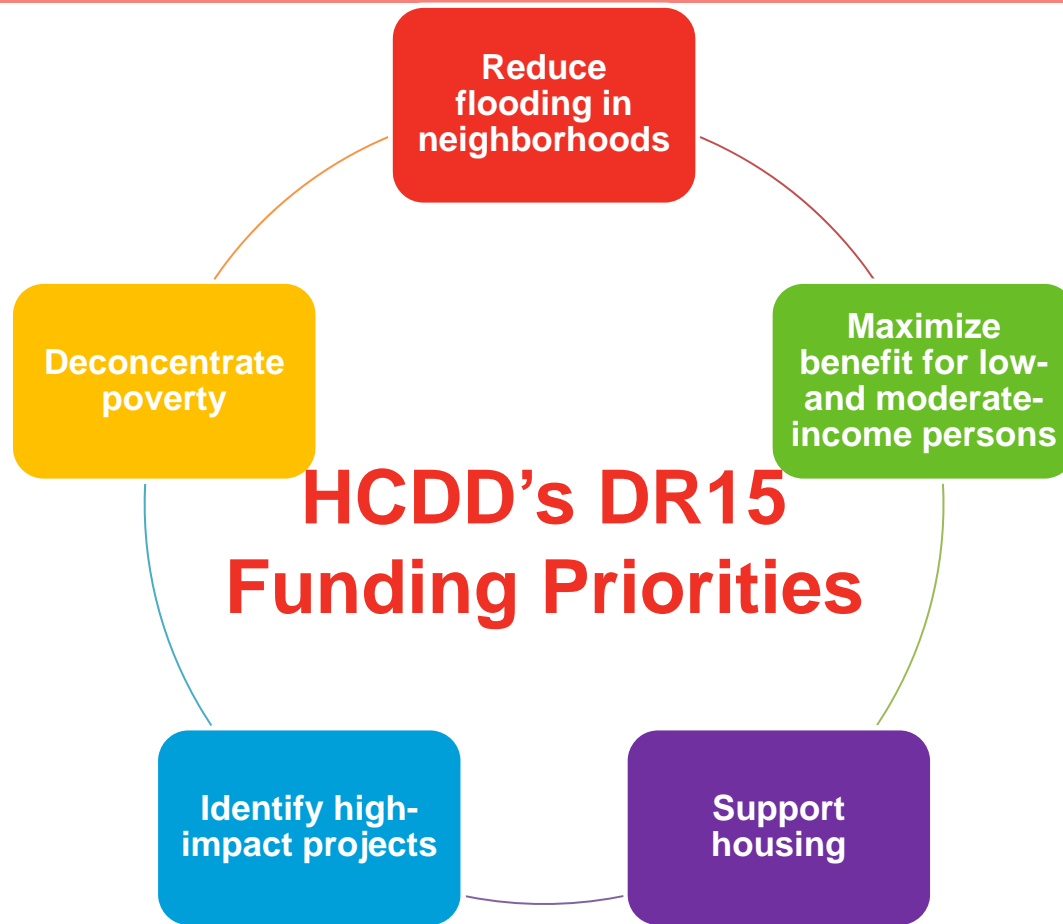 Reduce
flooding in
neighborhoods
Maximize
benefit for low-
and moderate-
income persons
Deconcentrate
poverty
HCDD’s DR15
Funding Priorities
Identify high-
impact projects
Support
housing